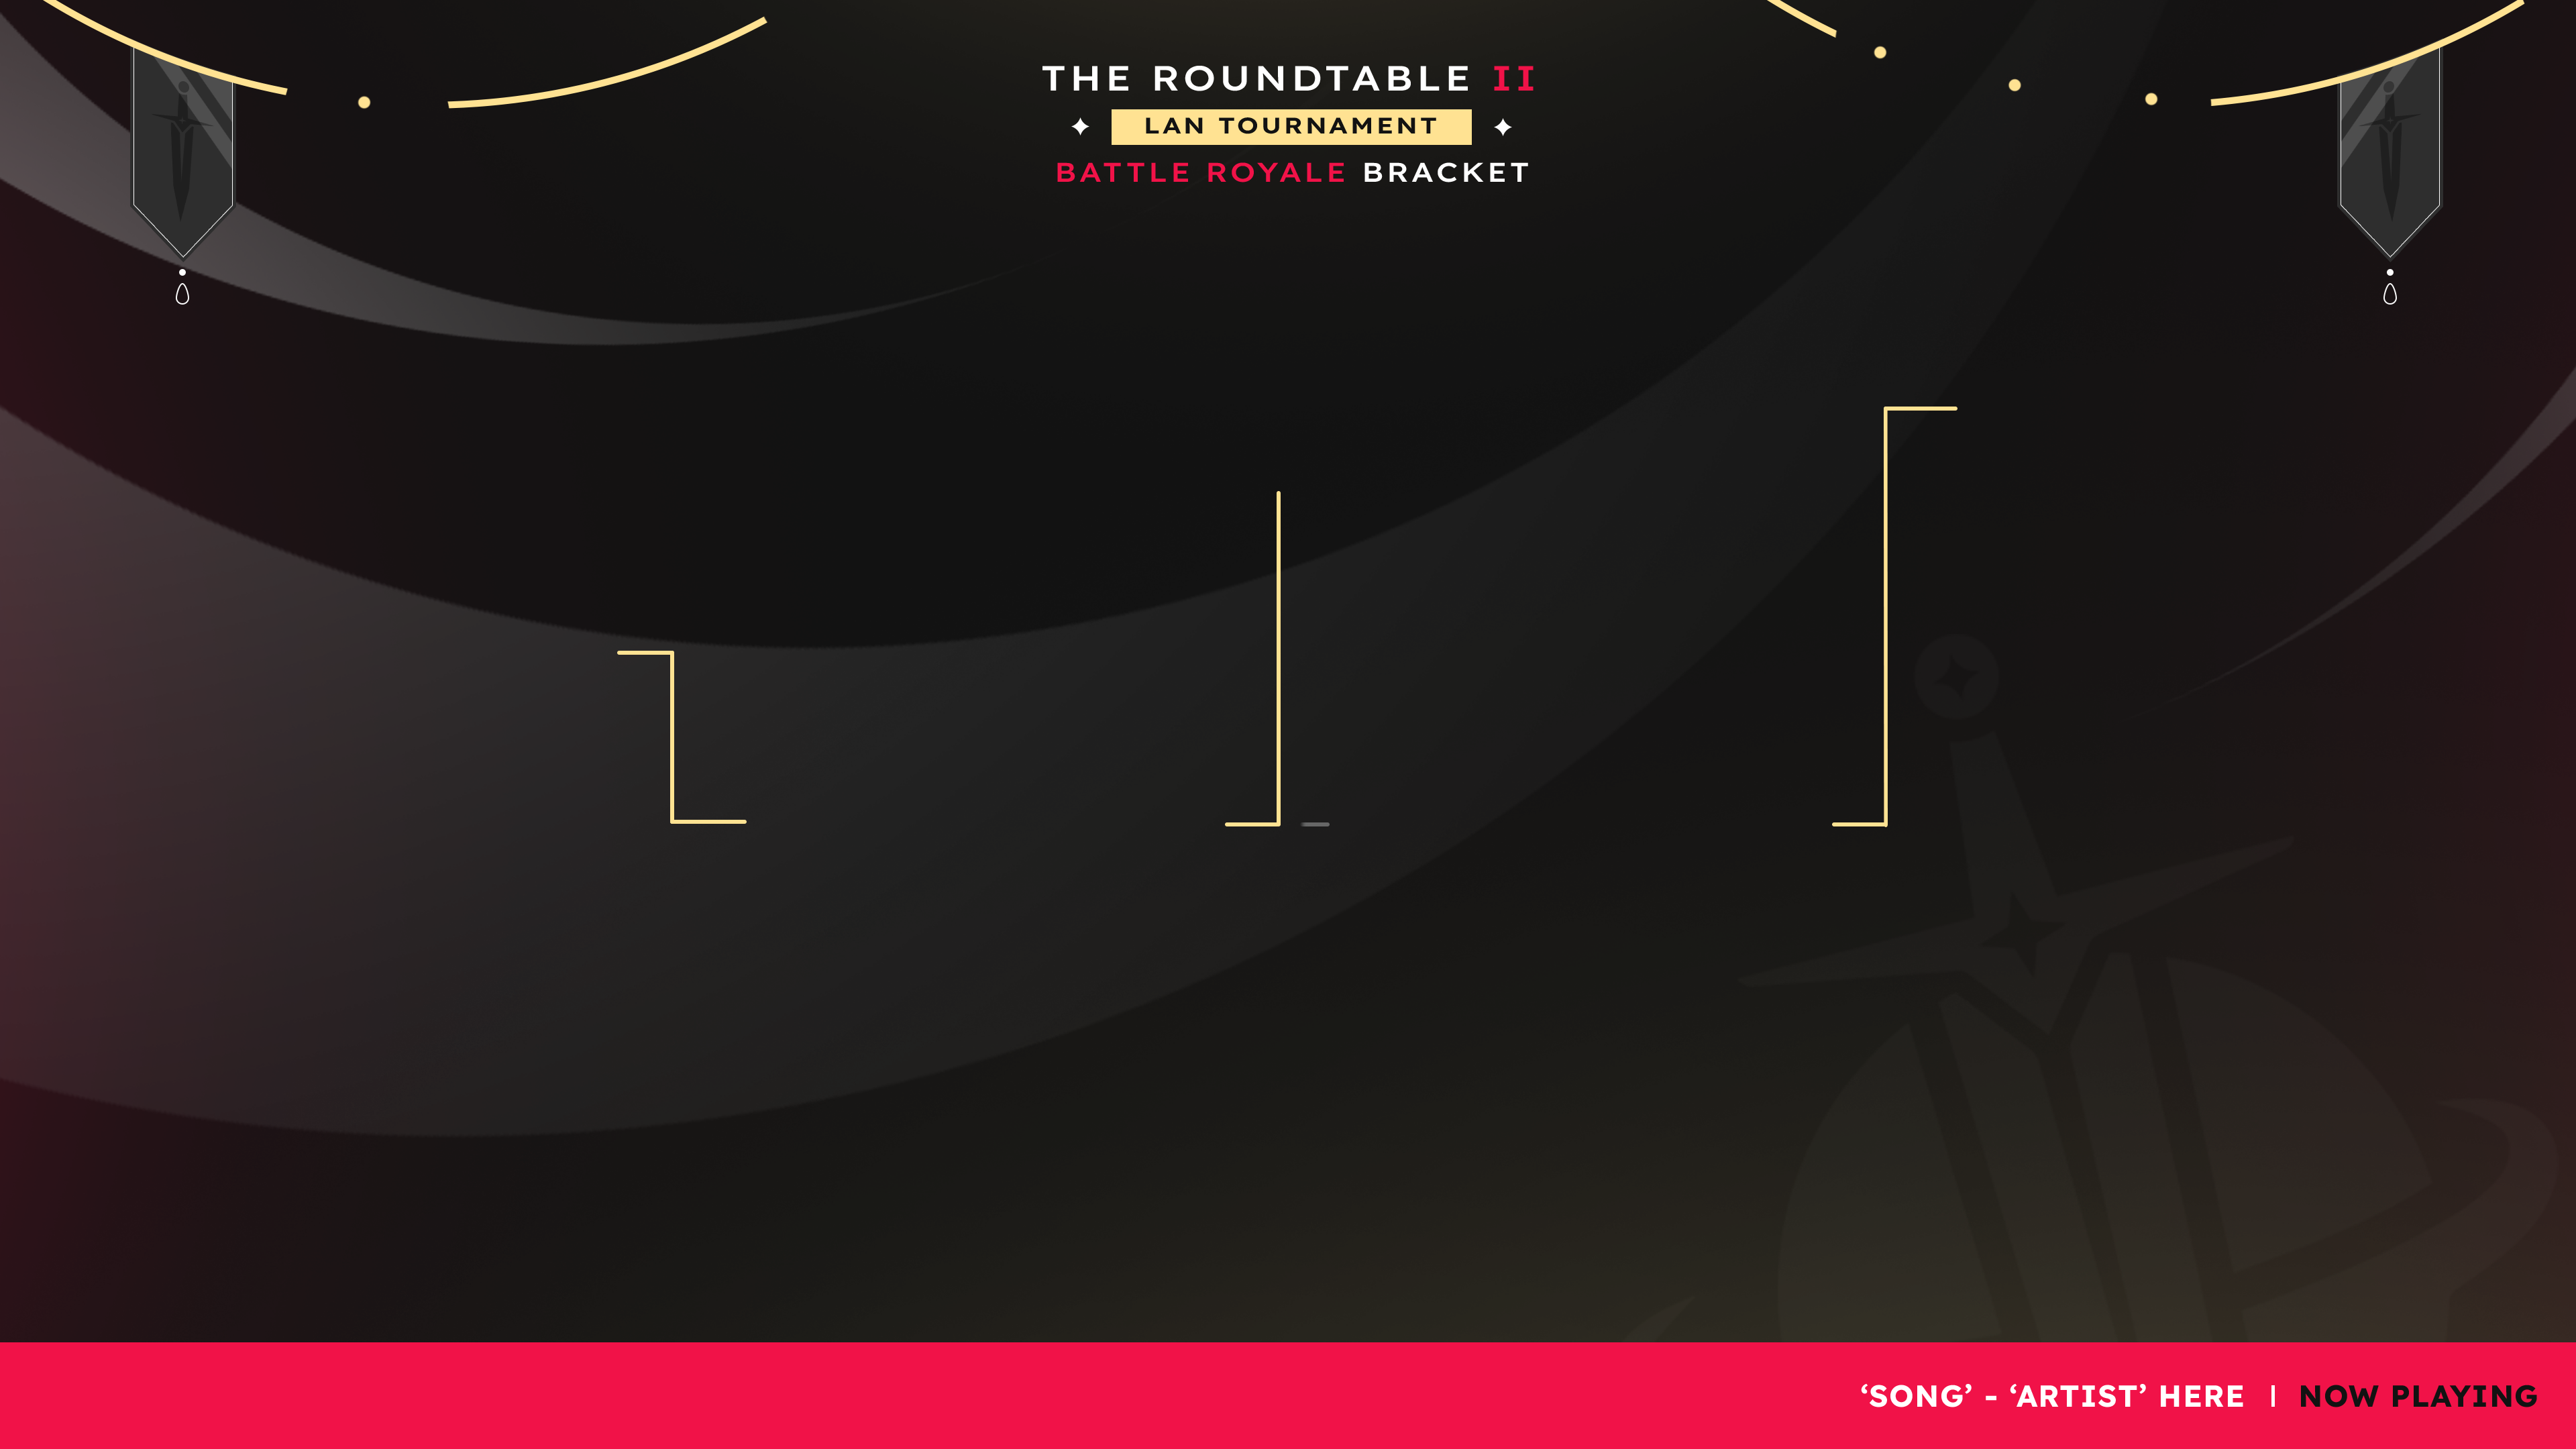 THE ROUNDTABLE II
LAN TOURNAMENT
BATTLE ROYALE BRACKET
‘SONG’ - ‘ARTIST’ HERE | NOW PLAYING